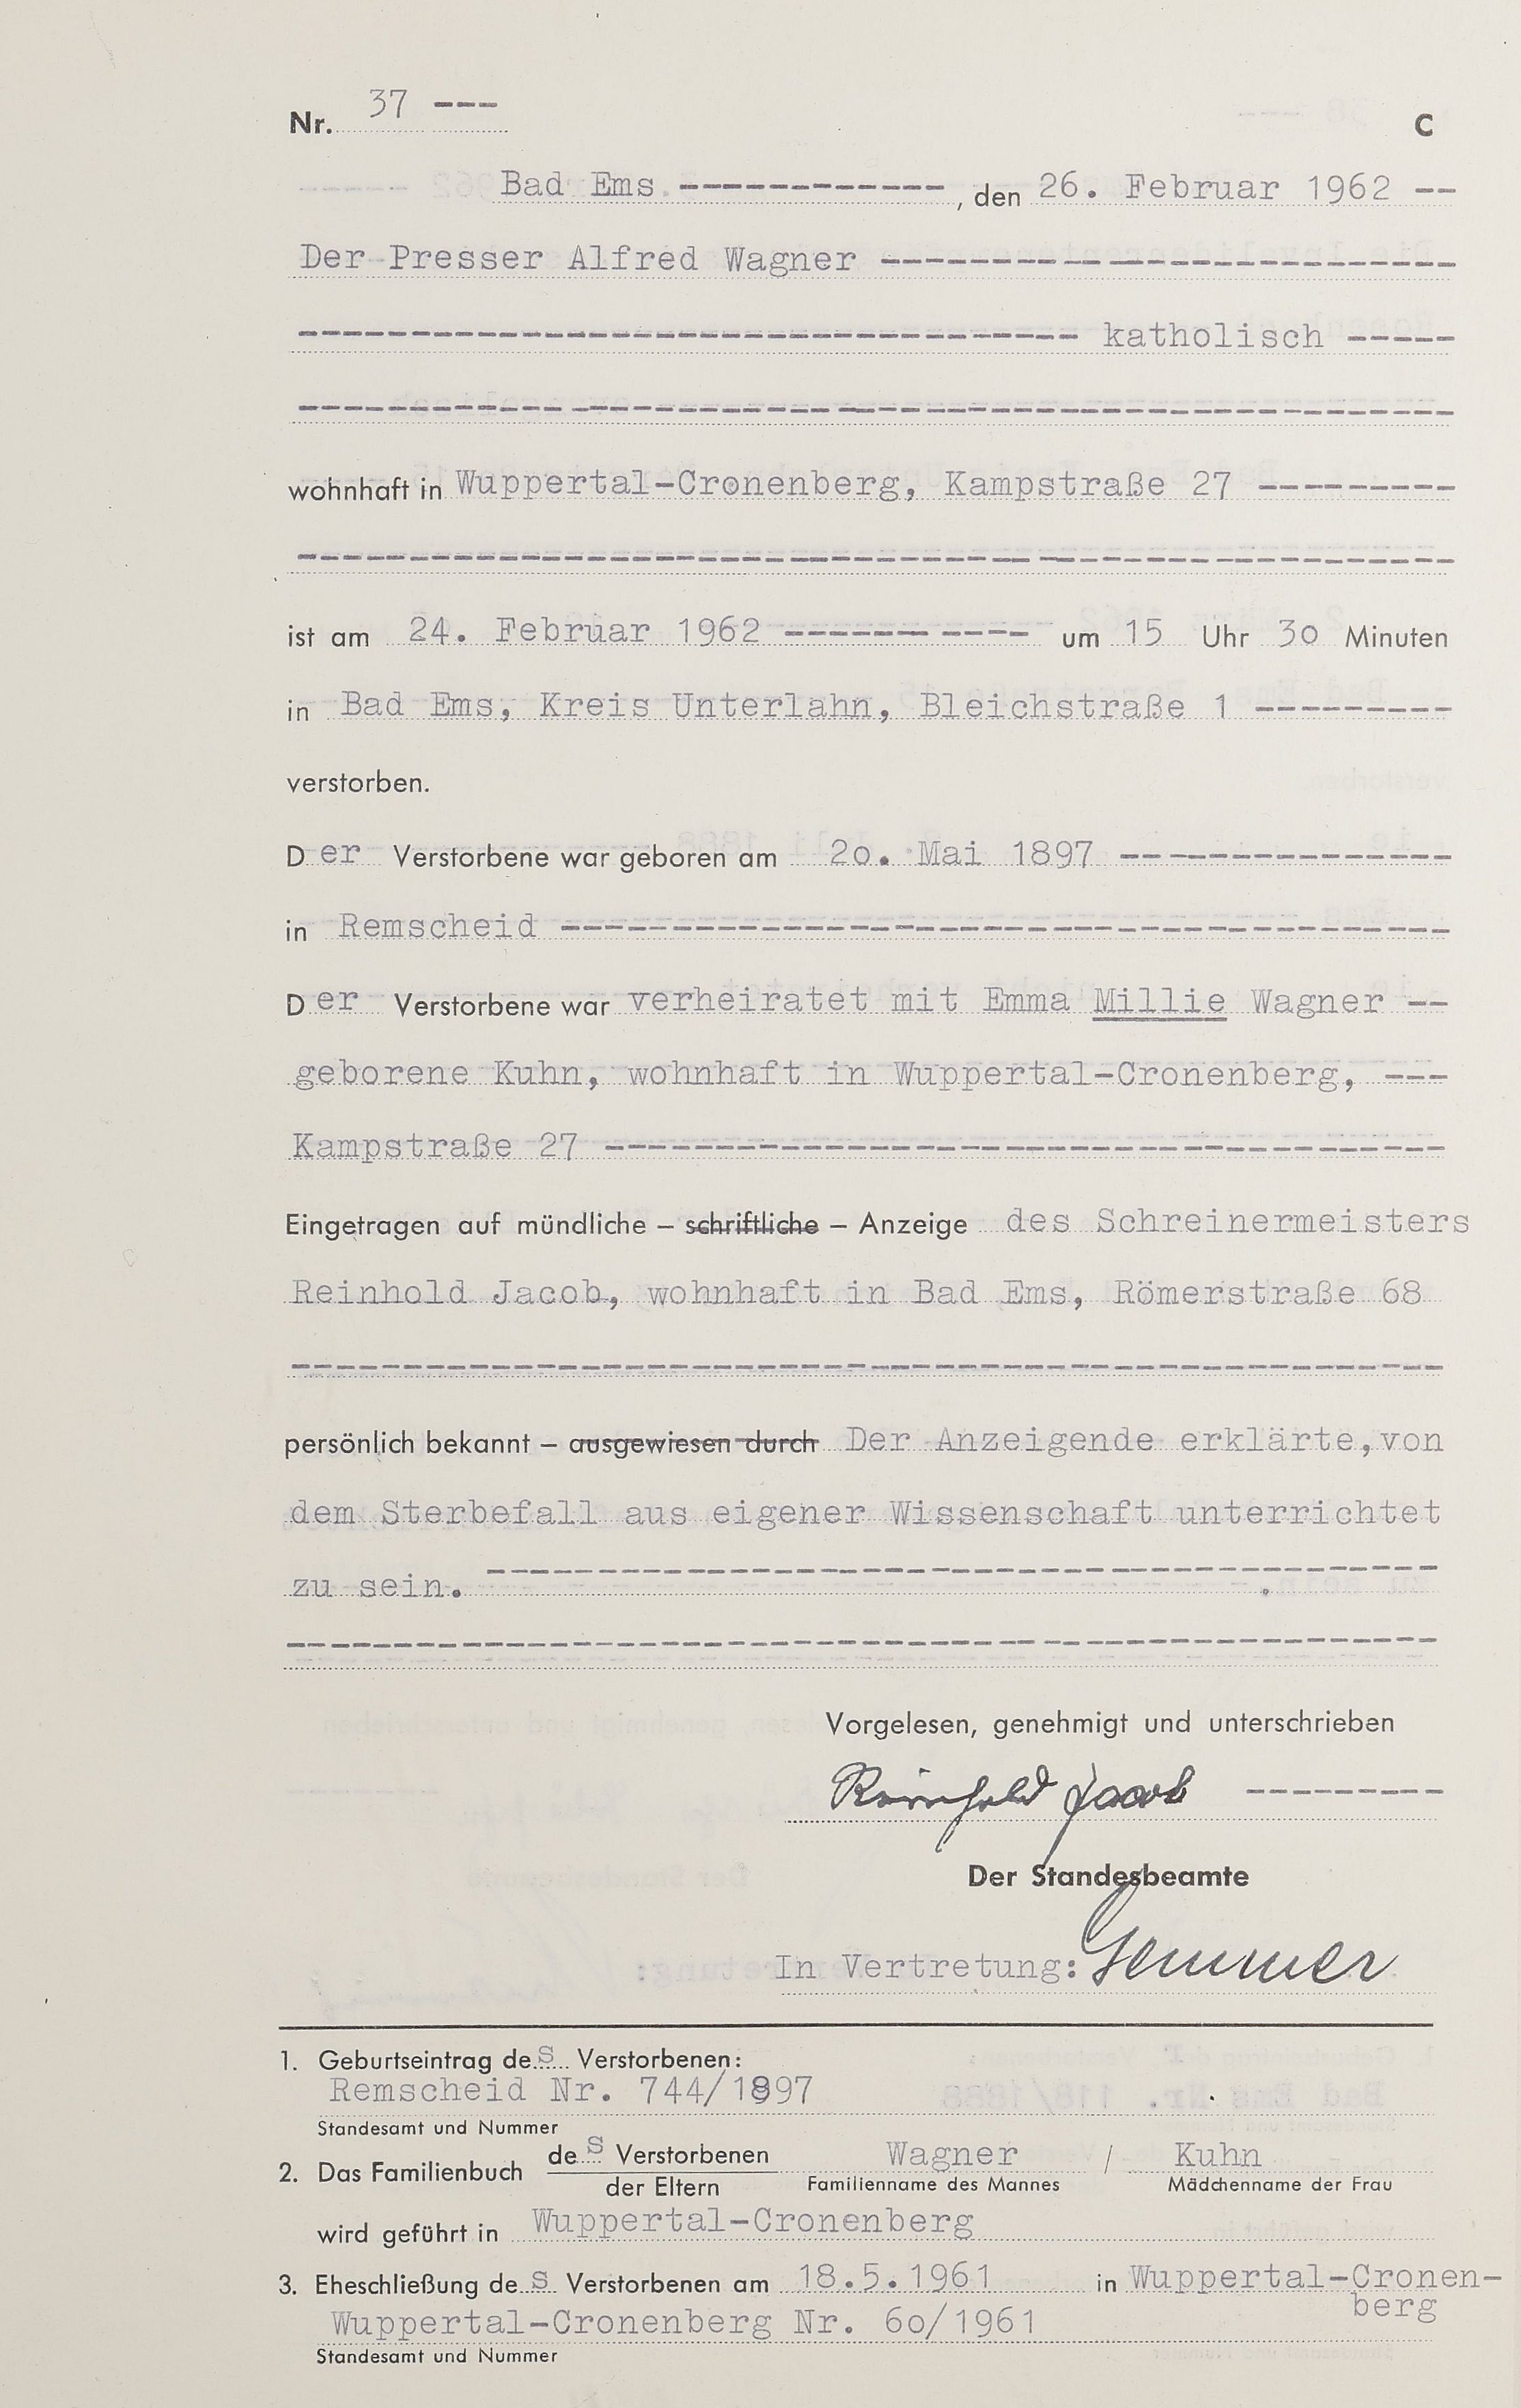 Nr. 37 --- C
Bad Ems ------------, den 26. Februar 1962 --
Der Presser Alfred Wagner --------------------------
----------------------------------- katholisch -----
----------------------------------------------------
wohnhaft in Wuppertal-Cronenberg, Kampstraße 27 ---------
----------------------------------------------------
ist am 24. Februar 1962 ----------- um 15 Uhr 30 Minuten
in Bad Ems, Kreis Unterlahn, Bleichstraße 1 ---------
verstorben.
Der Verstorbene war geboren am 2o. Mai 1897 ---------------
in Remscheid ----------------------------------------
Der Verstorbene war verheiratet mit Emma Millie Wagner --
geborene Kuhn, wohnhaft in Wuppertal-Cronenberg, ---
Kampstraße 27 --------------------------------------
Eingetragen auf mündliche – schriftliche – Anzeige des Schreinermeisters
Reinhold Jacob, wohnhaft in Bad Ems, Römerstraße 68
----------------------------------------------------
persönlich bekannt – ausgewiesen durch Der Anzeigende erklärte,von
dem Sterbefall aus eigener Wissenschaft unterrichtet
zu sein. -------------------------------------------
----------------------------------------------------
Vorgelesen, genehmigt und unterschrieben
Reinhold Jacob ---------
Der Standesbeamte
In Vertretung: Gemmer
1. Geburtseintrag des Verstorbenen:
Remscheid Nr. 744/1897
Standesamt und Nummer
2. Das Familienbuch des Verstorbenen Wagner / Kuhn
der Eltern Familienname des Mannes Mädchenname der Frau
wird geführt in Wuppertal-Cronenberg
3. Eheschließung des Verstorbenen am 18.5.1961 in Wuppertal-Cronen-
berg
Wuppertal-Cronenberg Nr. 6o/1961
Standesamt und Nummer